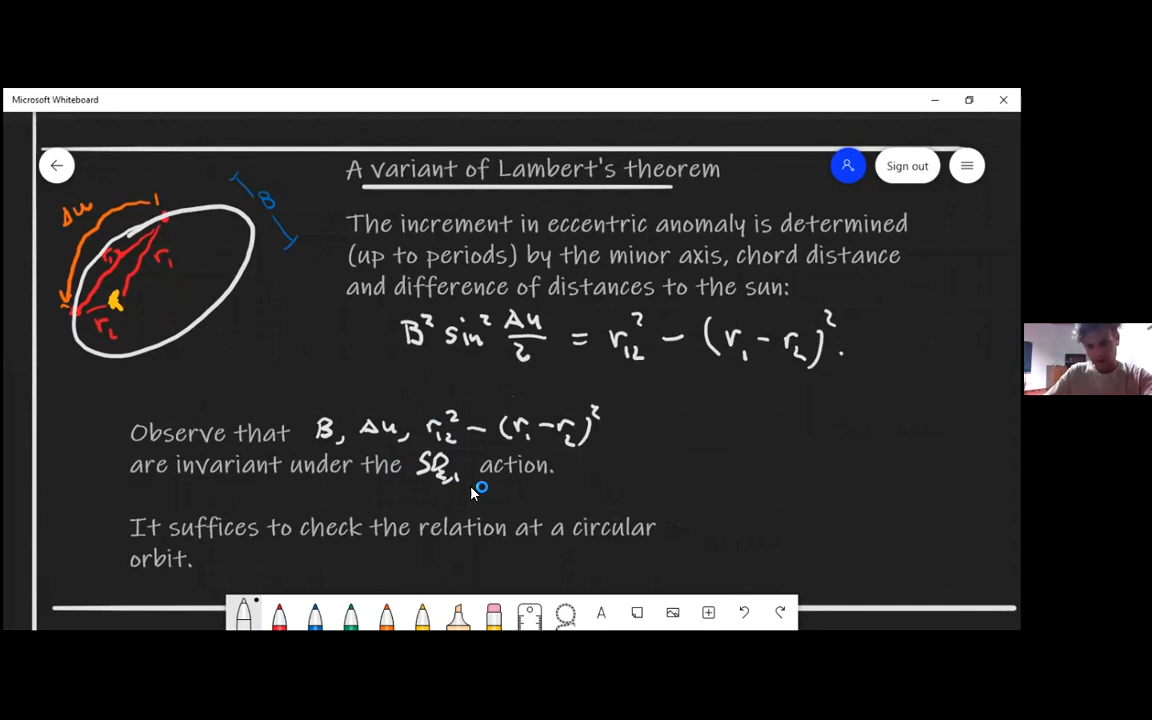 Microsoft Whiteboard
A variant of Lambert's theorem
Sign out
Δu
B
The increment in eccentric anomaly is determined
(up to periods) by the minor axis, chord distance
and difference of distances to the sun:
r₁
r₂
B² sin² Δu/2 = r₁₂² - (r₁ - r₂)².
Observe that B, Δu, r₁₂² - (r₁ - r₂)²
are invariant under the SO₂,₁ action.
It suffices to check the relation at a circular
orbit.
A